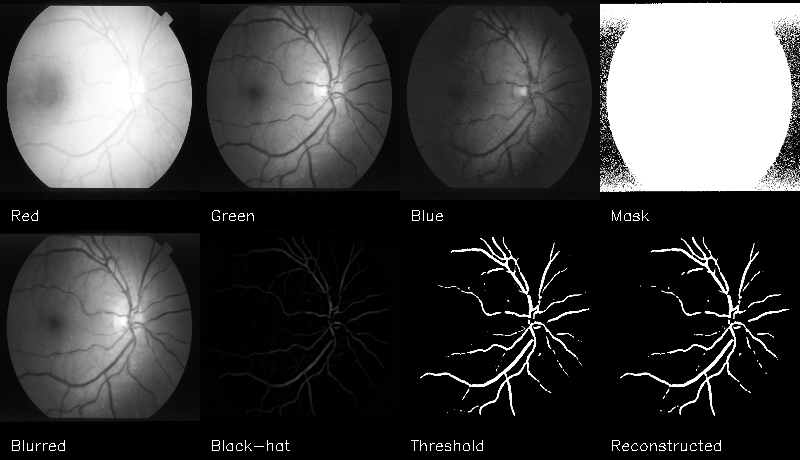 Red
Green
Blue
Mask
Blurred
Black-hat
Threshold
Reconstructed